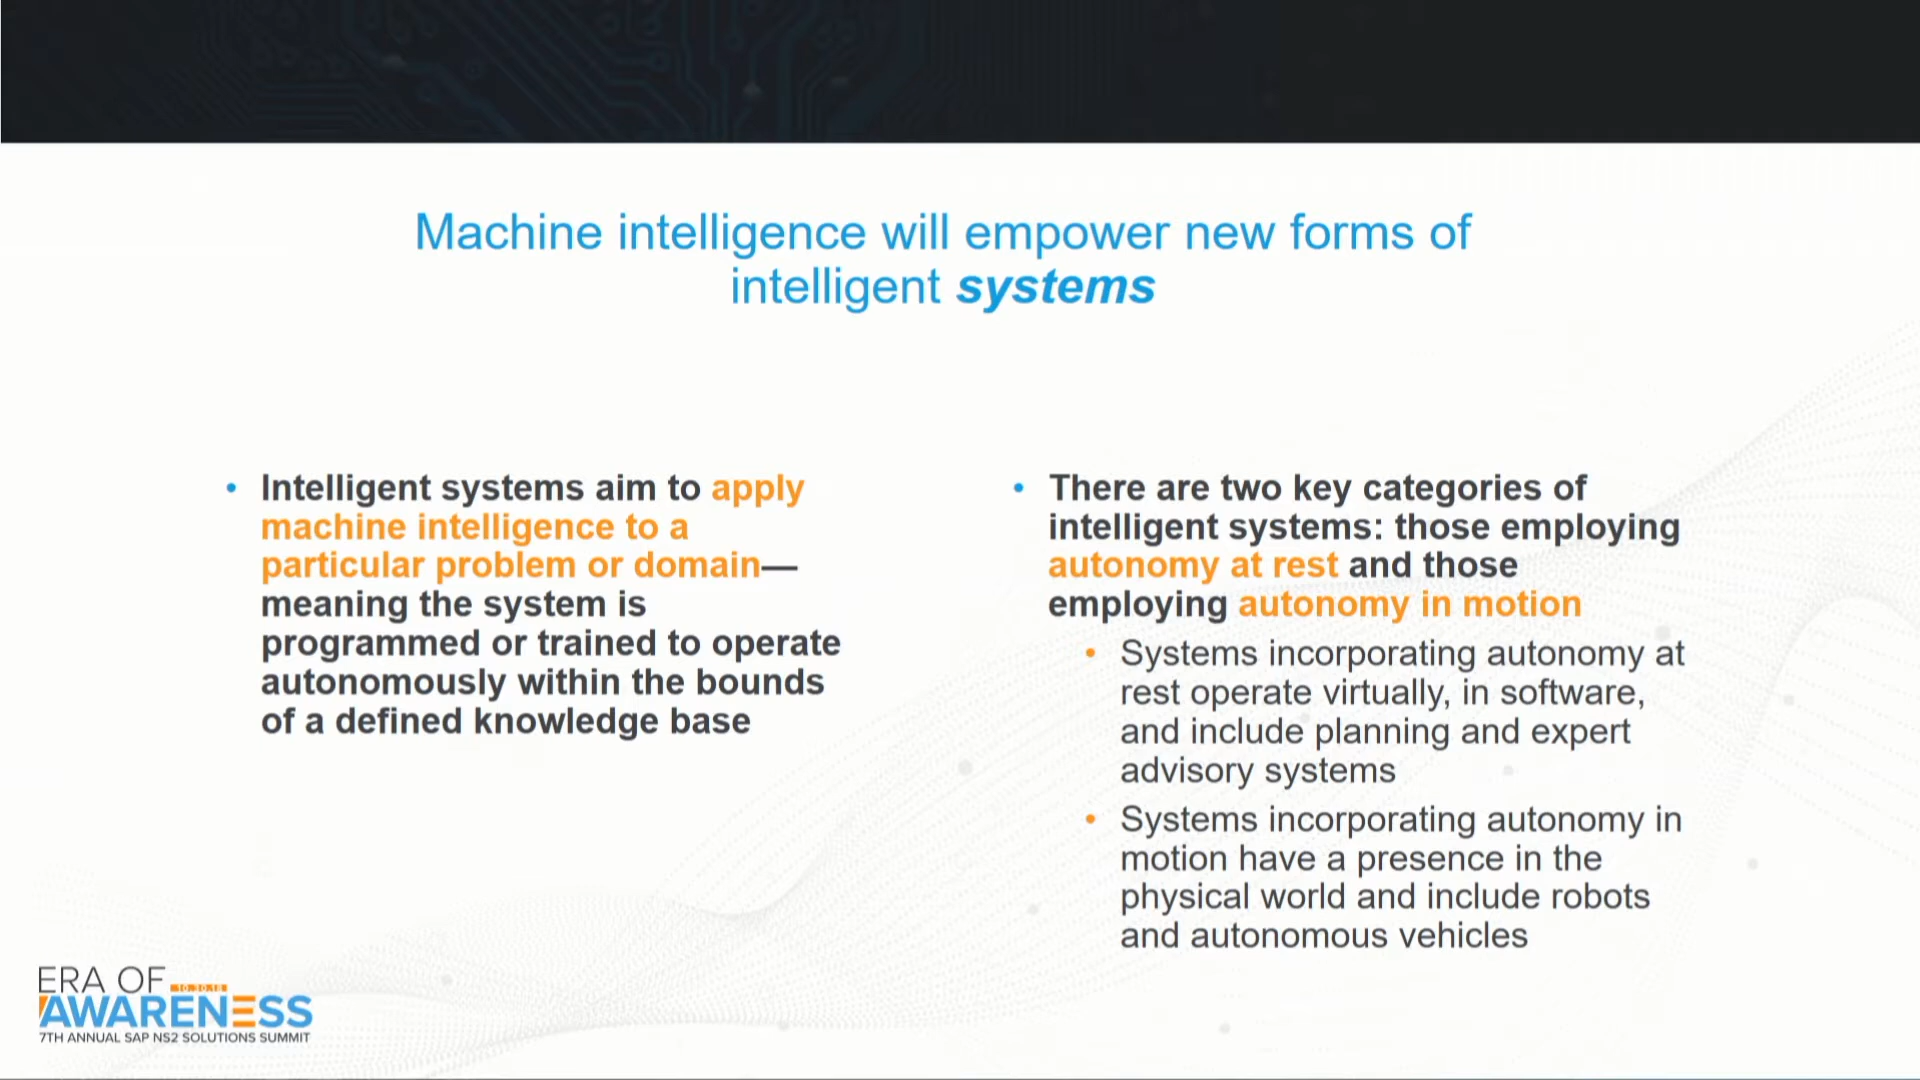 Machine intelligence will empower new forms of
intelligent systems
• Intelligent systems aim to apply
machine intelligence to a
particular problem or domain—
meaning the system is
programmed or trained to operate
autonomously within the bounds
of a defined knowledge base
• There are two key categories of
intelligent systems: those employing
autonomy at rest and those
employing autonomy in motion
• Systems incorporating autonomy at
rest operate virtually, in software,
and include planning and expert
advisory systems
• Systems incorporating autonomy in
motion have a presence in the
physical world and include robots
and autonomous vehicles
ERA OF
10.30.18
AWARENESS
7TH ANNUAL SAP NS2 SOLUTIONS SUMMIT